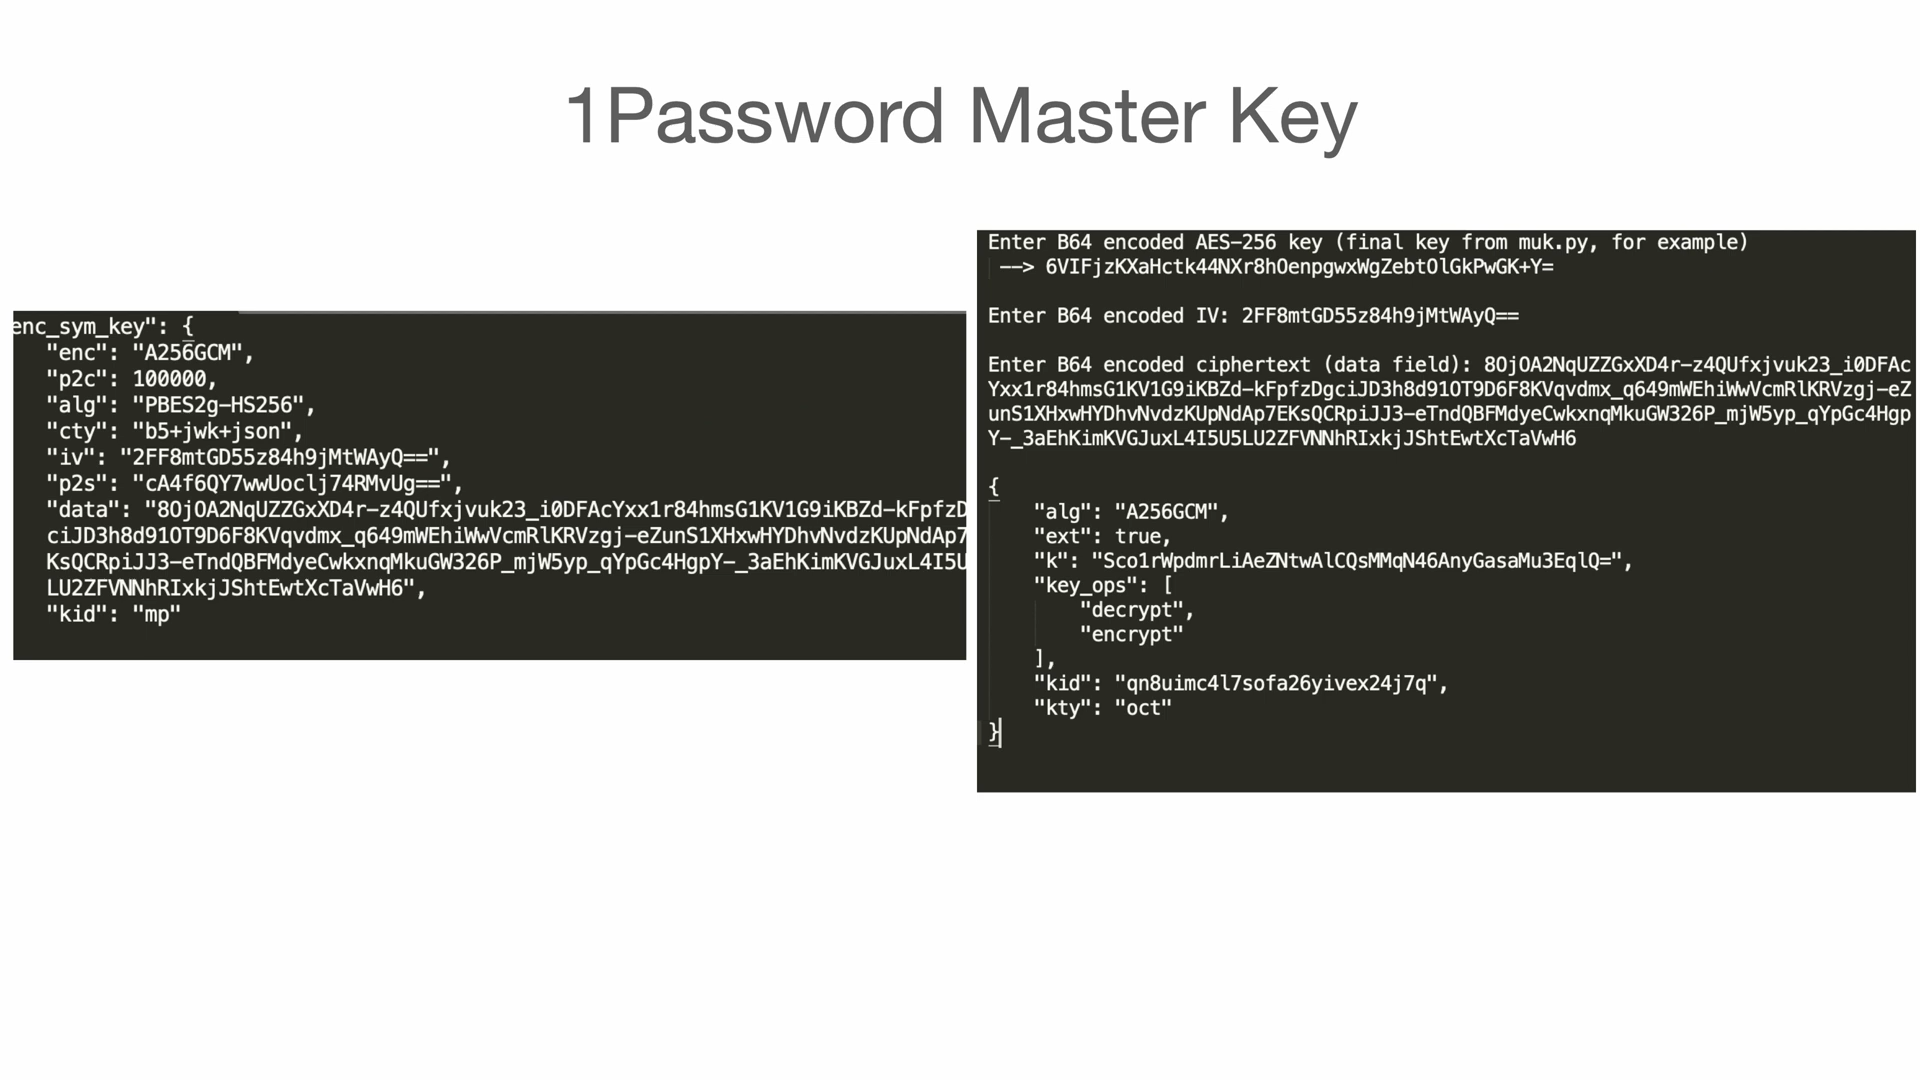 1Password Master Key
enc_sym_key": {
"enc": "A256GCM",
"p2c": 100000,
"alg": "PBES2g-HS256",
"cty": "b5+jwk+json",
"iv": "2FF8mtGD55z84h9jMtWAyQ==",
"p2s": "cA4f6QY7wwUoclj74RMvUg==",
"data": "8OjOA2NqUZZGxXD4r-z4QUfxjvuk23_i0DFAcYxx1r84hmsG1KV1G9iKBZd-kFpfzD
ciJD3h8d91OT9D6F8KVqvdmx_q649mWEhiWwVcmRlKRVzgj-eZunS1XHxwHYDhvNvdzKUpNdAp7
KsQCRpiJJ3-eTndQBFMdyeCwkxnqMkuGW326P_mjW5yp_qYpGc4HgpY-_3aEhKimKVGJuxL4I5U
LU2ZFVNNhRIxkjJShtEwtXcTaVwH6",
"kid": "mp"
Enter B64 encoded AES-256 key (final key from muk.py, for example)
--> 6VIFjzKXaHctk44NXr8hOenpgwxWgZebtOlGkPwGK+Y=
Enter B64 encoded IV: 2FF8mtGD55z84h9jMtWAyQ==
Enter B64 encoded ciphertext (data field): 8OjOA2NqUZZGxXD4r-z4QUfxjvuk23_i0DFAc
Yxx1r84hmsG1KV1G9iKBZd-kFpfzDgciJD3h8d91OT9D6F8KVqvdmx_q649mWEhiWwVcmRlKRVzgj-eZ
unS1XHxwHYDhvNvdzKUpNdAp7EKsQCRpiJJ3-eTndQBFMdyeCwkxnqMkuGW326P_mjW5yp_qYpGc4Hgp
Y-_3aEhKimKVGJuxL4I5U5LU2ZFVNNhRIxkjJShtEwtXcTaVwH6
{
"alg": "A256GCM",
"ext": true,
"k": "Sco1rWpdmrLiAeZNtwAlCQsMMqN46AnyGasaMu3EqlQ=",
"key_ops": [
"decrypt",
"encrypt"
],
"kid": "qn8uimc4l7sofa26yivex24j7q",
"kty": "oct"
}